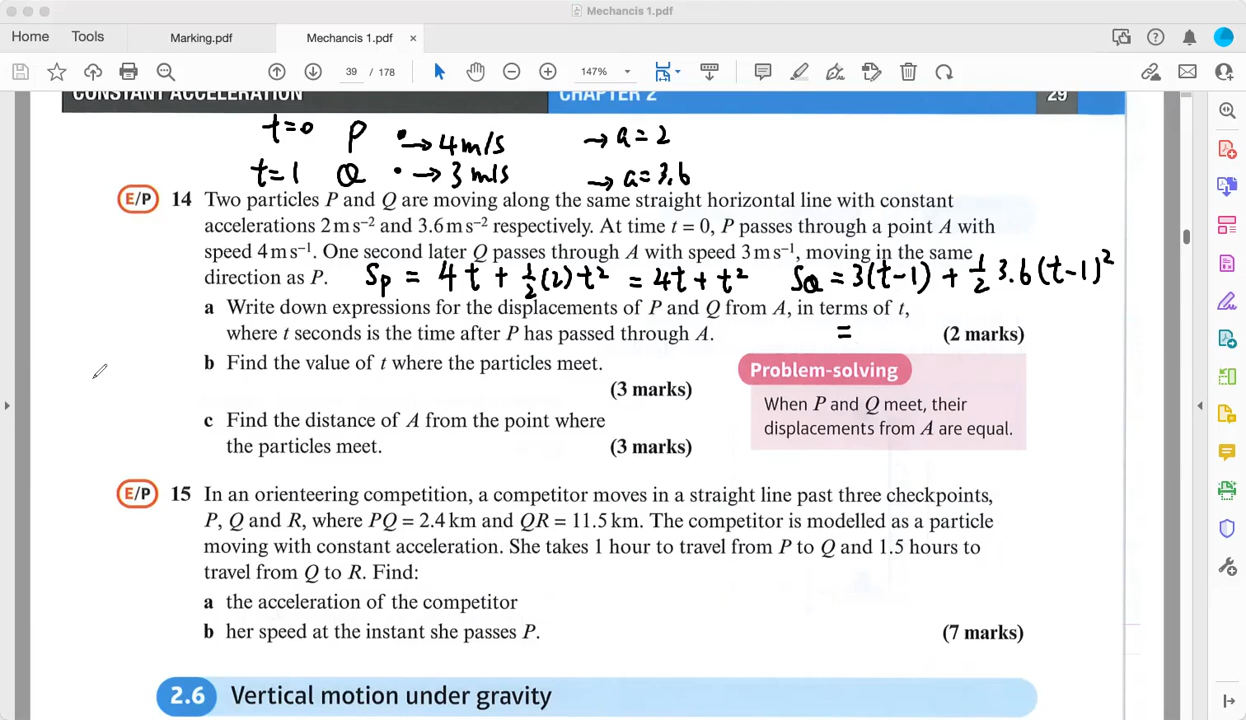 Mechancis 1.pdf
Home Tools Marking.pdf Mechancis 1.pdf ×
39 / 178 147%
CONSTANT ACCELERATION CHAPTER 2 29
t=0 P → 4m/s → a=2
t=1 Q → 3m/s → a=3.6
E/P 14 Two particles P and Q are moving along the same straight horizontal line with constant
accelerations 2 m s⁻² and 3.6 m s⁻² respectively. At time t = 0, P passes through a point A with
speed 4 m s⁻¹. One second later Q passes through A with speed 3 m s⁻¹, moving in the same
direction as P.
Sp = 4t + ½(2)t² = 4t + t² SQ = 3(t-1) + ½ 3.6(t-1)²
a Write down expressions for the displacements of P and Q from A, in terms of t,
where t seconds is the time after P has passed through A. = (2 marks)
b Find the value of t where the particles meet.
(3 marks)
c Find the distance of A from the point where
the particles meet. (3 marks)
Problem-solving
When P and Q meet, their
displacements from A are equal.
E/P 15 In an orienteering competition, a competitor moves in a straight line past three checkpoints,
P, Q and R, where PQ = 2.4 km and QR = 11.5 km. The competitor is modelled as a particle
moving with constant acceleration. She takes 1 hour to travel from P to Q and 1.5 hours to
travel from Q to R. Find:
a the acceleration of the competitor
b her speed at the instant she passes P. (7 marks)
2.6 Vertical motion under gravity